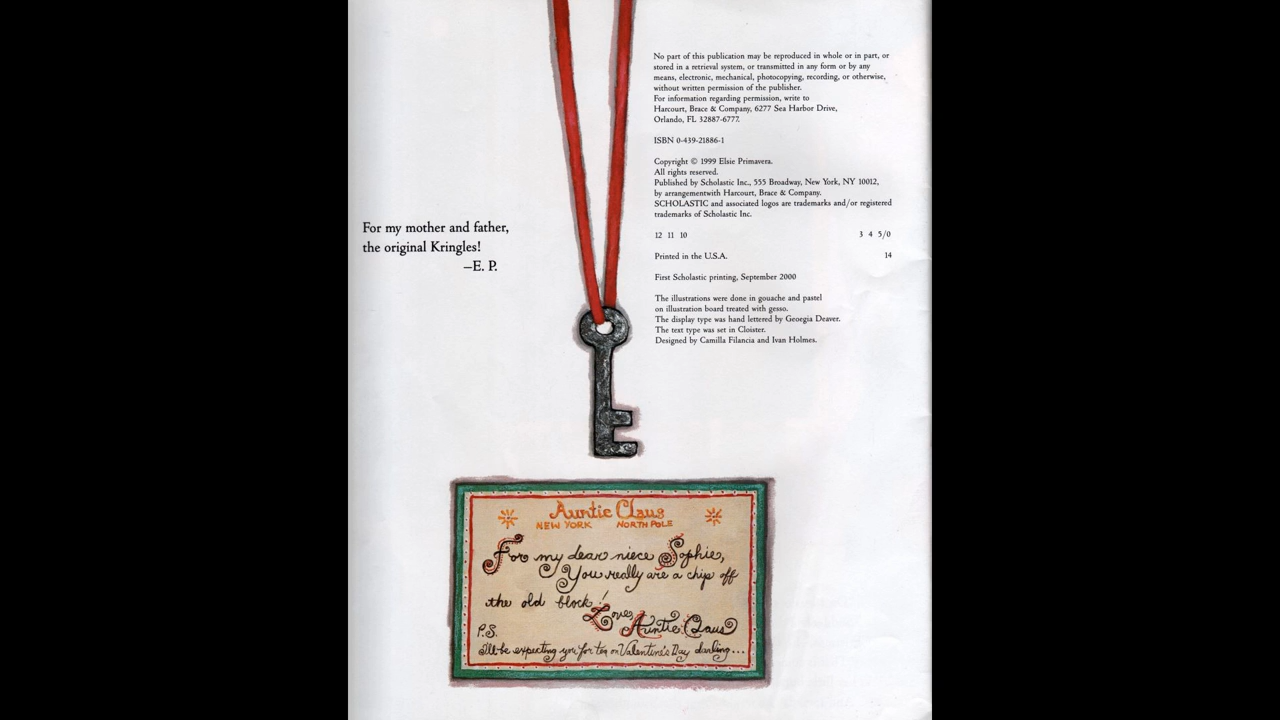 For my mother and father,
the original Kringles!
—E. P.
No part of this publication may be reproduced in whole or in part, or
stored in a retrieval system, or transmitted in any form or by any
means, electronic, mechanical, photocopying, recording, or otherwise,
without written permission of the publisher.
For information regarding permission, write to
Harcourt, Brace & Company, 6277 Sea Harbor Drive,
Orlando, FL 32887-6777.
ISBN 0-439-21886-1
Copyright © 1999 Elsie Primavera.
All rights reserved.
Published by Scholastic Inc., 555 Broadway, New York, NY 10012,
by arrangementwith Harcourt, Brace & Company.
SCHOLASTIC and associated logos are trademarks and/or registered
trademarks of Scholastic Inc.
12 11 10 3 4 5/0
Printed in the U.S.A. 14
First Scholastic printing, September 2000
The illustrations were done in gouache and pastel
on illustration board treated with gesso.
The display type was hand lettered by Geoegia Deaver.
The text type was set in Cloister.
Designed by Camilla Filancia and Ivan Holmes.
Auntie Claus
NEW YORK NORTH POLE
For my dear niece Sophie,
You really are a chip off
the old block!
Love, Auntie Claus
P.S.
I'll be expecting you for tea on Valentine's Day darling...